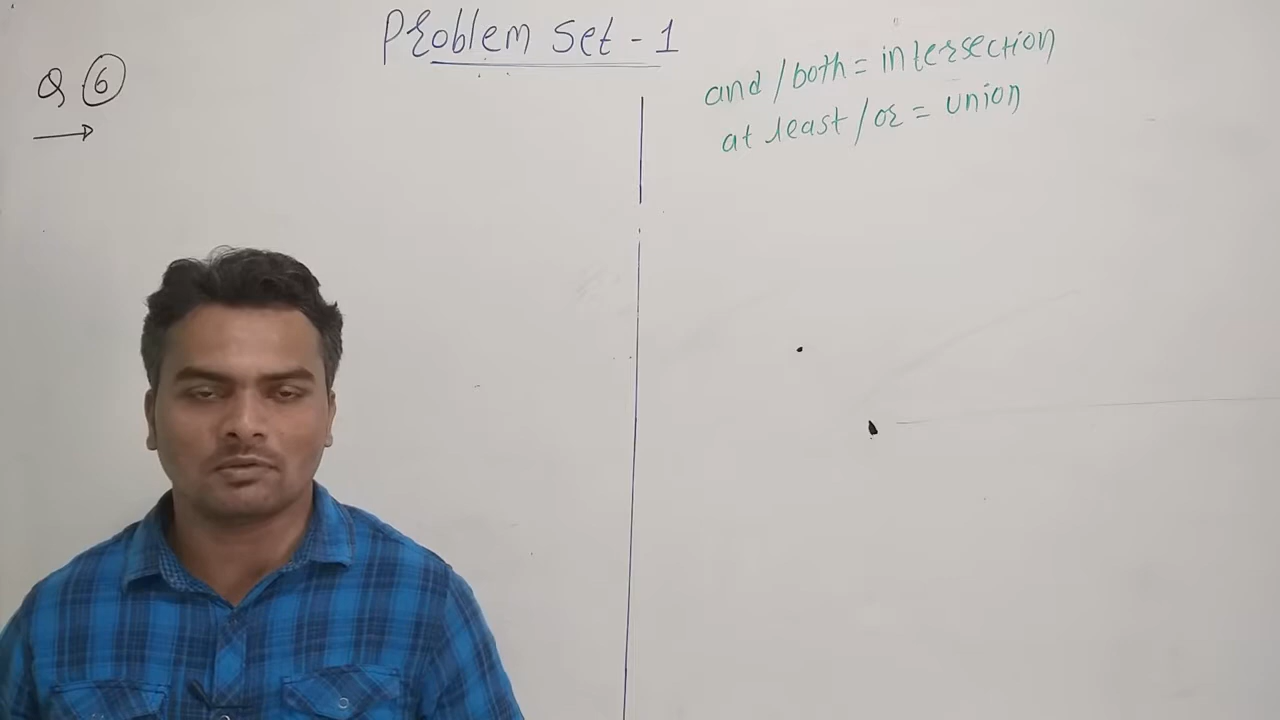 Problem Set - 1
Q 6
and / both = intersection
at least / or = union